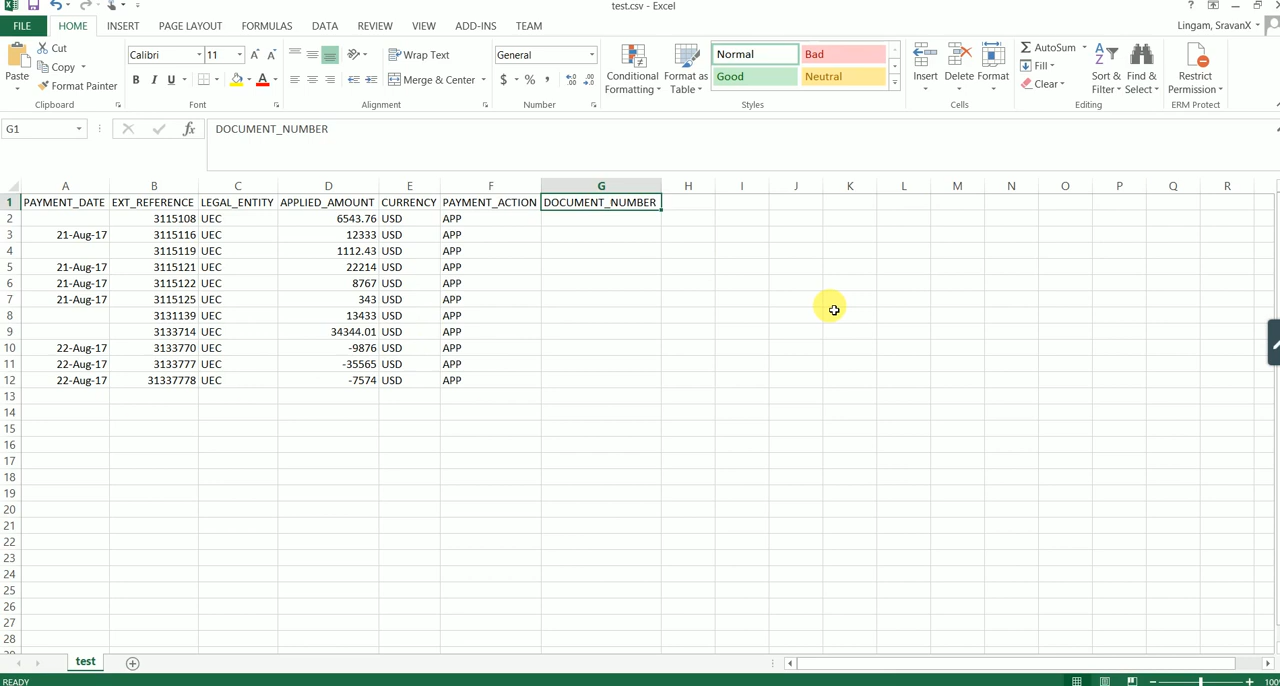 test.csv - Excel
?
FILE HOME INSERT PAGE LAYOUT FORMULAS DATA REVIEW VIEW ADD-INS TEAM
Lingam, SravanX
Paste
Cut
Copy
Format Painter
Clipboard
Calibri 11
B I U
Font
Wrap Text
Merge & Center
Alignment
General
$ % ,
Number
Conditional Formatting
Format as Table
Normal Bad
Good Neutral
Styles
Insert Delete Format
Cells
AutoSum
Fill
Clear
Sort & Filter
Find & Select
Editing
Restrict Permission
ERM Protect
G1 fx DOCUMENT_NUMBER
A B C D E F G H I J K L M N O P Q R
1 PAYMENT_DATE EXT_REFERENCE LEGAL_ENTITY APPLIED_AMOUNT CURRENCY PAYMENT_ACTION DOCUMENT_NUMBER
2 3115108 UEC 6543.76 USD APP
3 21-Aug-17 3115116 UEC 12333 USD APP
4 3115119 UEC 1112.43 USD APP
5 21-Aug-17 3115121 UEC 22214 USD APP
6 21-Aug-17 3115122 UEC 8767 USD APP
7 21-Aug-17 3115125 UEC 343 USD APP
8 3131139 UEC 13433 USD APP
9 3133714 UEC 34344.01 USD APP
10 22-Aug-17 3133770 UEC -9876 USD APP
11 22-Aug-17 3133777 UEC -35565 USD APP
12 22-Aug-17 31337778 UEC -7574 USD APP
13
14
15
16
17
18
19
20
21
22
23
24
25
26
27
28
test
READY